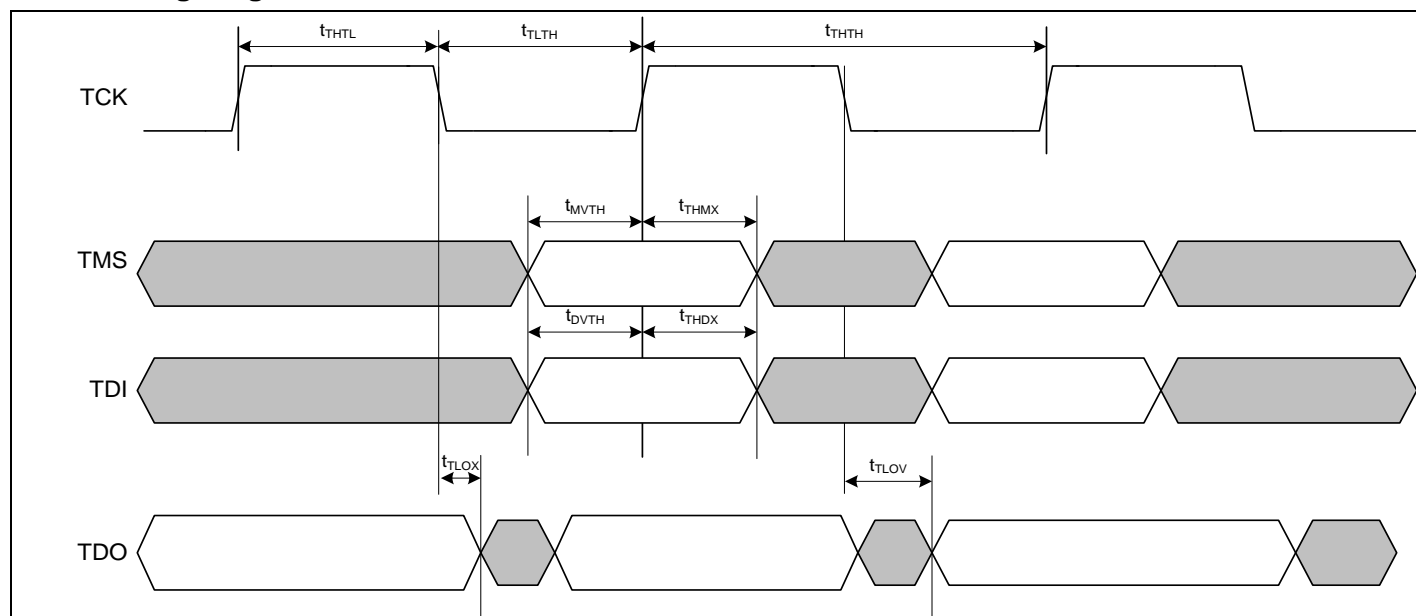 tTHTL tTLTH tTHTH
TCK
tMVTH tTHMX
TMS
tDVTH tTHDX
TDI
tTLOX tTLOV
TDO